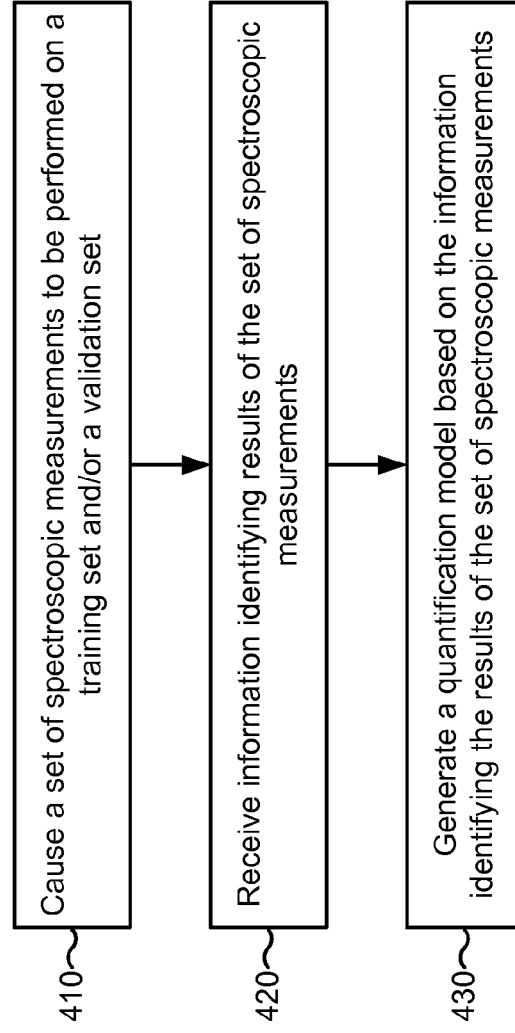 410
Cause a set of spectroscopic measurements to be performed on a
training set and/or a validation set
420
Receive information identifying results of the set of spectroscopic
measurements
430
Generate a quantification model based on the information
identifying the results of the set of spectroscopic measurements